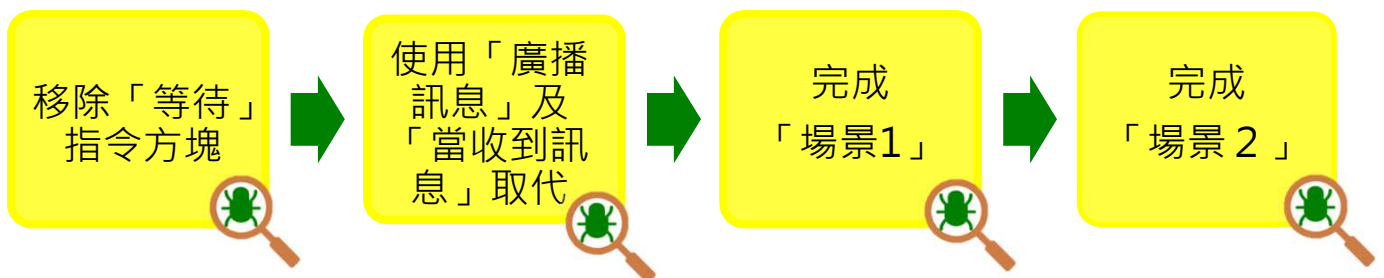 移除「等待」
指令方塊
使用「廣播
訊息」及
「當收到訊
息」取代
完成
「場景1」
完成
「場景２」